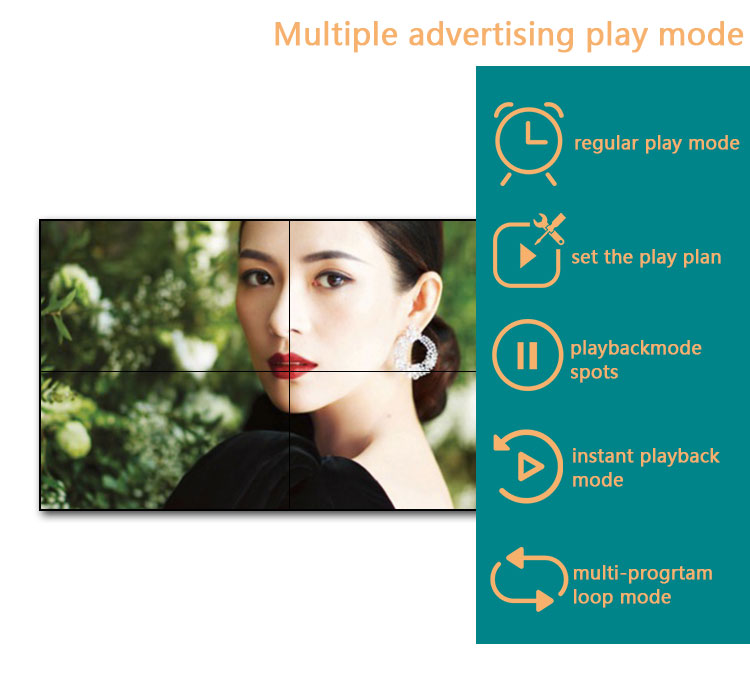 Multiple advertising play mode
regular play mode
set the play plan
playbackmode
spots
instant playback
mode
multi-progrtam
loop mode